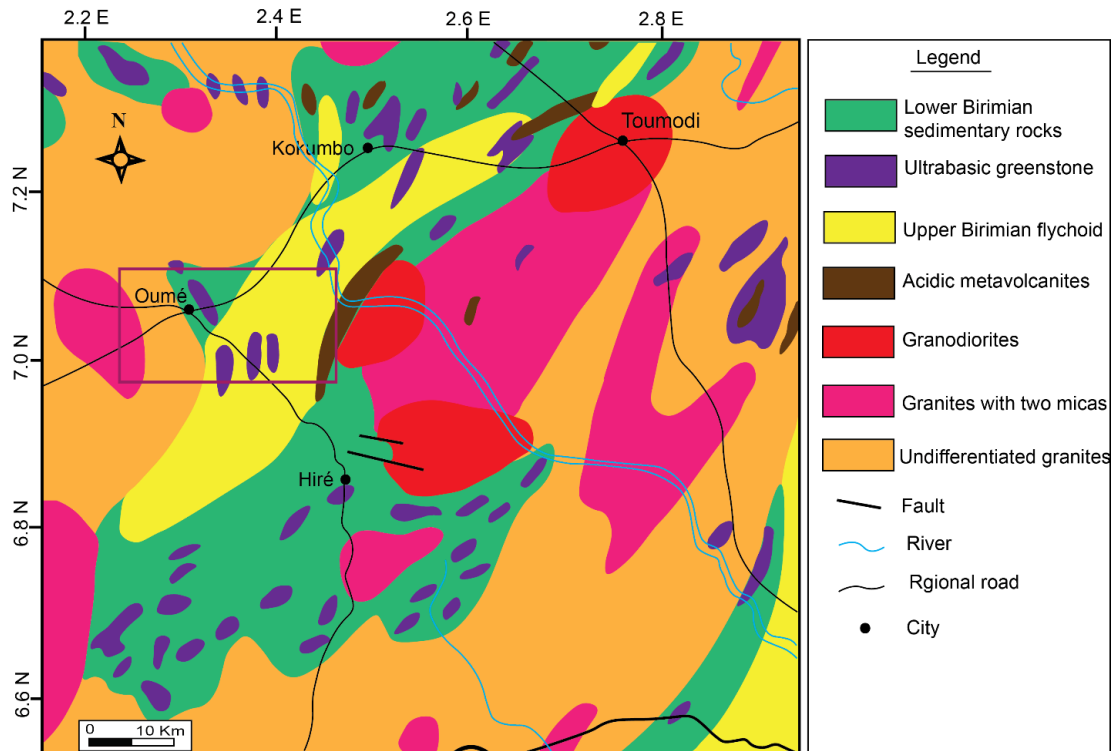 2.2 E
2.4 E
2.6 E
2.8 E
Legend
Lower Birimian
sedimentary rocks
Ultrabasic greenstone
Upper Birimian flychoid
Acidic metavolcanites
Granodiorites
Granites with two micas
Undifferentiated granites
Fault
River
Rgional road
City
N
Toumodi
Kokumbo
7.2 N
Oumé
7.0 N
Hiré
6.8 N
6.6 N
0
10 Km